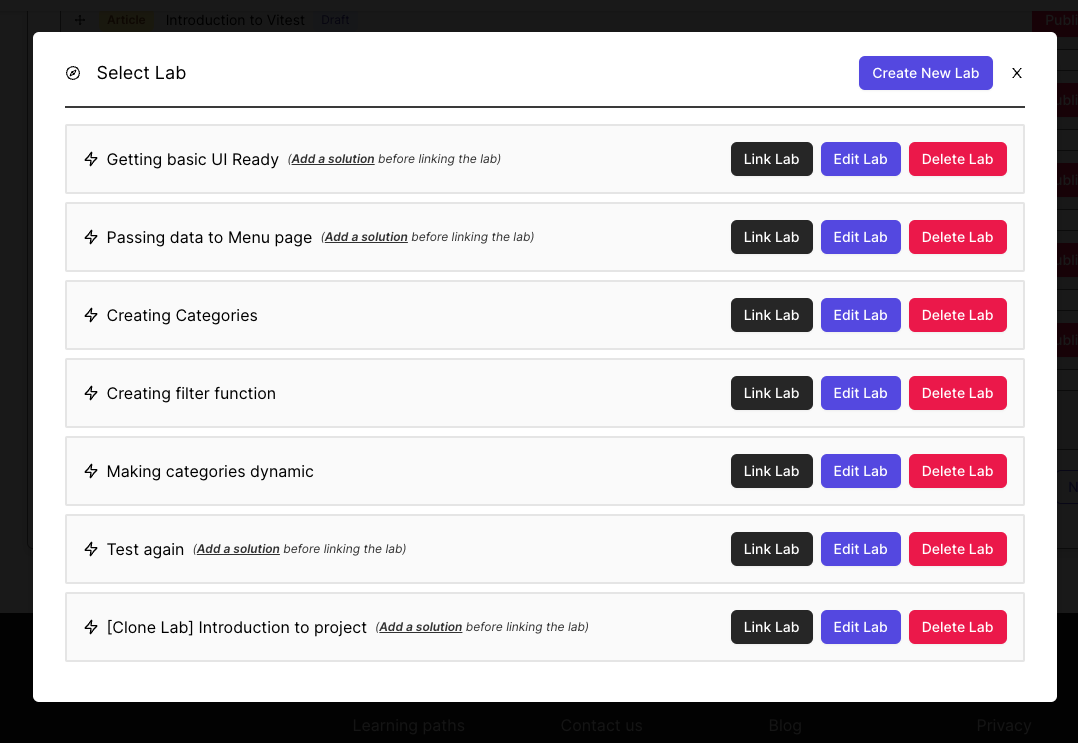 Article Introduction to Vitest Draft
Select Lab Create New Lab X
Getting basic UI Ready (Add a solution before linking the lab) Link Lab Edit Lab Delete Lab
Passing data to Menu page (Add a solution before linking the lab) Link Lab Edit Lab Delete Lab
Creating Categories Link Lab Edit Lab Delete Lab
Creating filter function Link Lab Edit Lab Delete Lab
Making categories dynamic Link Lab Edit Lab Delete Lab
Test again (Add a solution before linking the lab) Link Lab Edit Lab Delete Lab
[Clone Lab] Introduction to project (Add a solution before linking the lab) Link Lab Edit Lab Delete Lab
Learning paths Contact us Blog Privacy